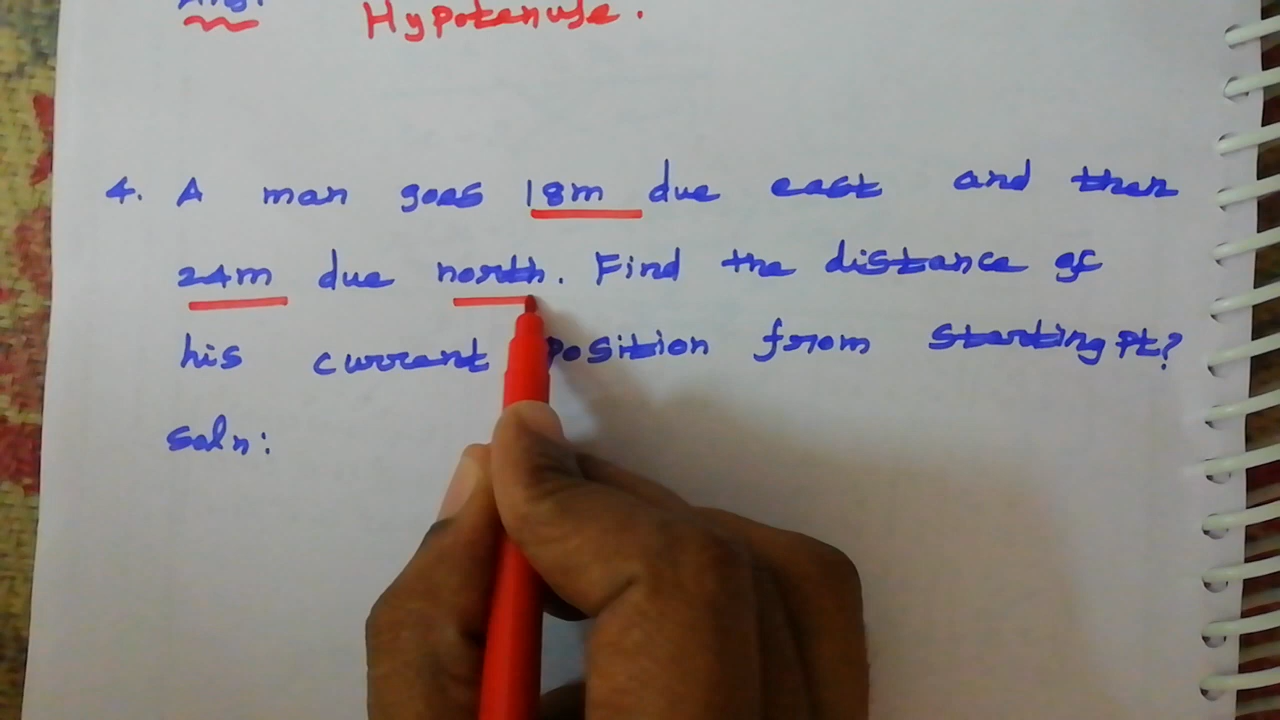 Ans:
Hypotenuse.
4. A man goes 18m due east and then
24m due north. Find the distance of
his current position from starting pt?
Soln: